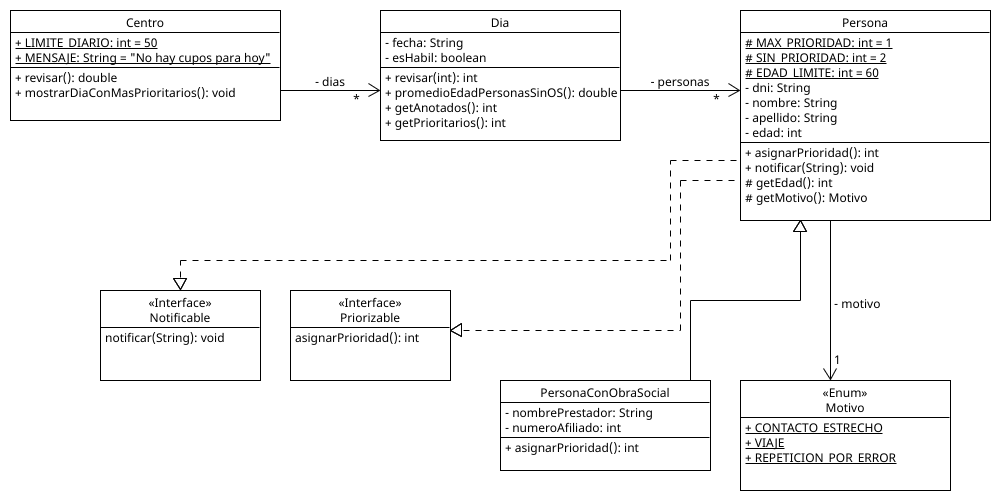 Centro
+ LIMITE_DIARIO: int = 50
+ MENSAJE: String = "No hay cupos para hoy"
+ revisar(): double
+ mostrarDiaConMasPrioritarios(): void
- dias
*
Dia
- fecha: String
- esHabil: boolean
+ revisar(int): int
+ promedioEdadPersonasSinOS(): double
+ getAnotados(): int
+ getPrioritarios(): int
- personas
*
Persona
# MAX_PRIORIDAD: int = 1
# SIN_PRIORIDAD: int = 2
# EDAD_LIMITE: int = 60
- dni: String
- nombre: String
- apellido: String
- edad: int
+ asignarPrioridad(): int
+ notificar(String): void
# getEdad(): int
# getMotivo(): Motivo
«Interface»
Notificable
notificar(String): void
«Interface»
Priorizable
asignarPrioridad(): int
- motivo
1
PersonaConObraSocial
- nombrePrestador: String
- numeroAfiliado: int
+ asignarPrioridad(): int
«Enum»
Motivo
+ CONTACTO_ESTRECHO
+ VIAJE
+ REPETICION_POR_ERROR